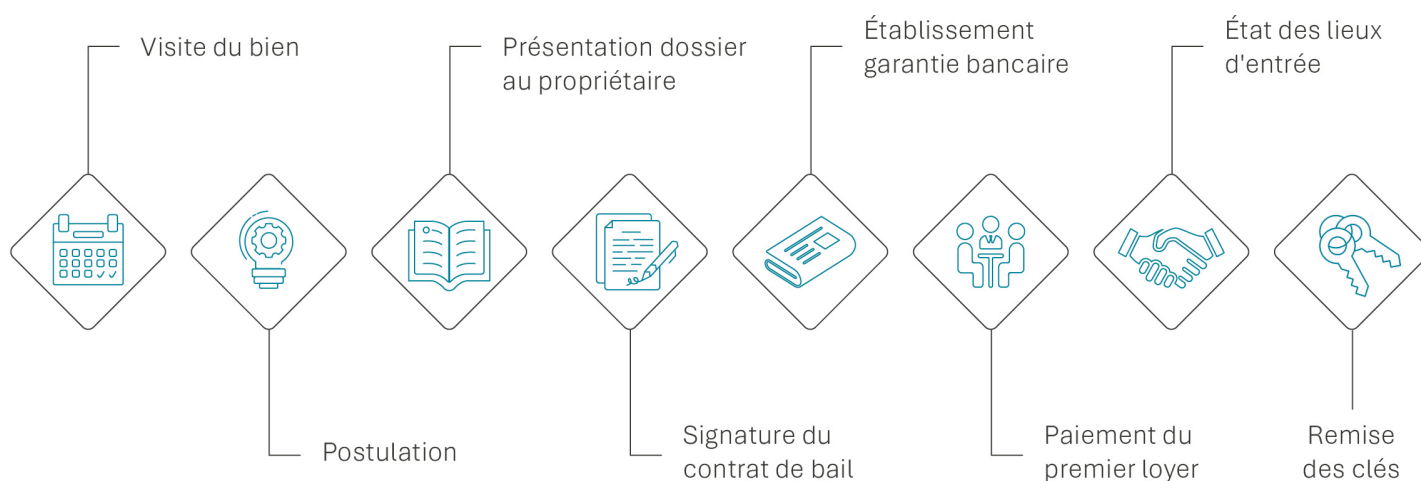 Visite du bien
Postulation
Présentation dossier
au propriétaire
Signature du
contrat de bail
Établissement
garantie bancaire
Paiement du
premier loyer
État des lieux
d'entrée
Remise
des clés